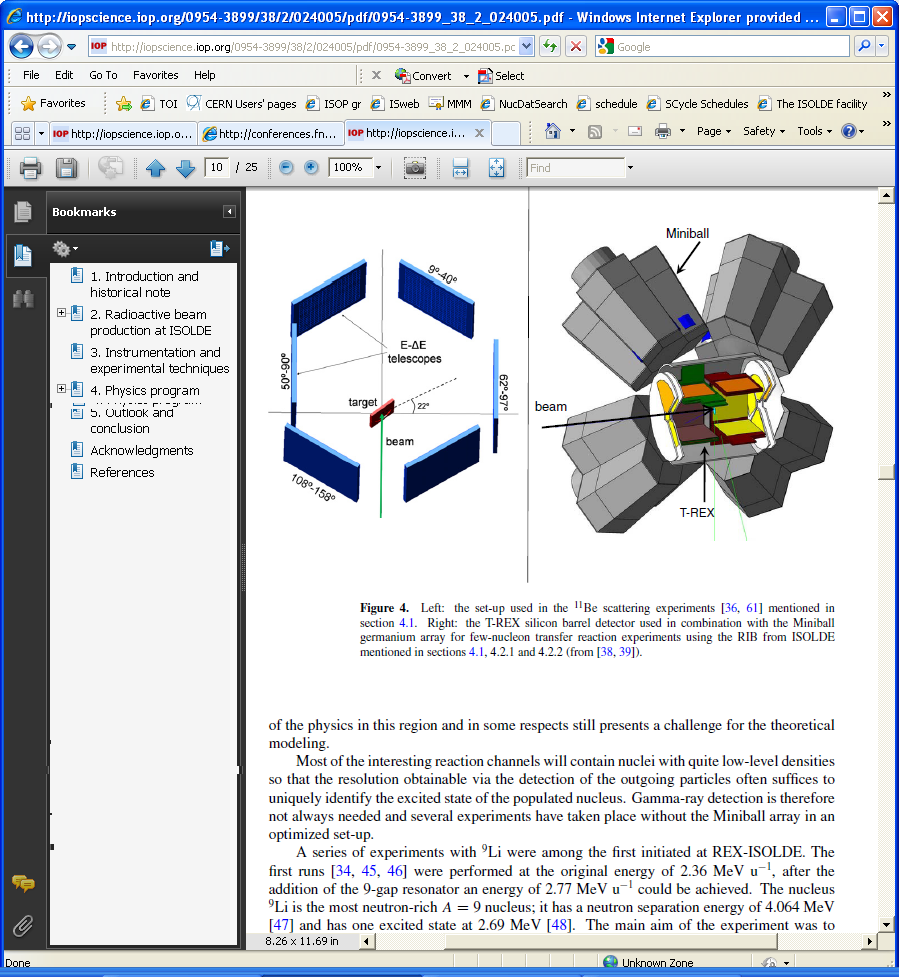 http://iopscience.iop.org/0954-3899/38/2/024005/pdf/0954-3899_38_2_024005.pdf - Windows Internet Explorer provided ...
IOP http://iopscience.iop.org/0954-3899/38/2/024005/pdf/0954-3899_38_2_024005.pc Google
File Edit Go To Favorites Help Convert Select
Favorites TOI CERN Users' pages ISOP gr ISweb MMM NucDatSearch schedule SCycle Schedules The ISOLDE facility
IOP http://iopscience.iop.o... http://conferences.fn... IOP http://iopscience.i... Page Safety Tools
10 / 25 100% Find
Bookmarks
1. Introduction and
historical note
2. Radioactive beam
production at ISOLDE
3. Instrumentation and
experimental techniques
4. Physics program
5. Outlook and
conclusion
Acknowledgments
References
9º-40º
E-ΔE
telescopes
50º-90º
62º-97º
target
22º
beam
108º-158º
Miniball
beam
T-REX
Figure 4. Left: the set-up used in the ¹¹Be scattering experiments [36, 61] mentioned in
section 4.1. Right: the T-REX silicon barrel detector used in combination with the Miniball
germanium array for few-nucleon transfer reaction experiments using the RIB from ISOLDE
mentioned in sections 4.1, 4.2.1 and 4.2.2 (from [38, 39]).
of the physics in this region and in some respects still presents a challenge for the theoretical
modeling.
Most of the interesting reaction channels will contain nuclei with quite low-level densities
so that the resolution obtainable via the detection of the outgoing particles often suffices to
uniquely identify the excited state of the populated nucleus. Gamma-ray detection is therefore
not always needed and several experiments have taken place without the Miniball array in an
optimized set-up.
A series of experiments with ⁹Li were among the first initiated at REX-ISOLDE. The
first runs [34, 45, 46] were performed at the original energy of 2.36 MeV u⁻¹, after the
addition of the 9-gap resonator an energy of 2.77 MeV u⁻¹ could be achieved. The nucleus
⁹Li is the most neutron-rich A = 9 nucleus; it has a neutron separation energy of 4.064 MeV
[47] and has one excited state at 2.69 MeV [48]. The main aim of the experiment was to
8.26 x 11.69 in
Done Unknown Zone